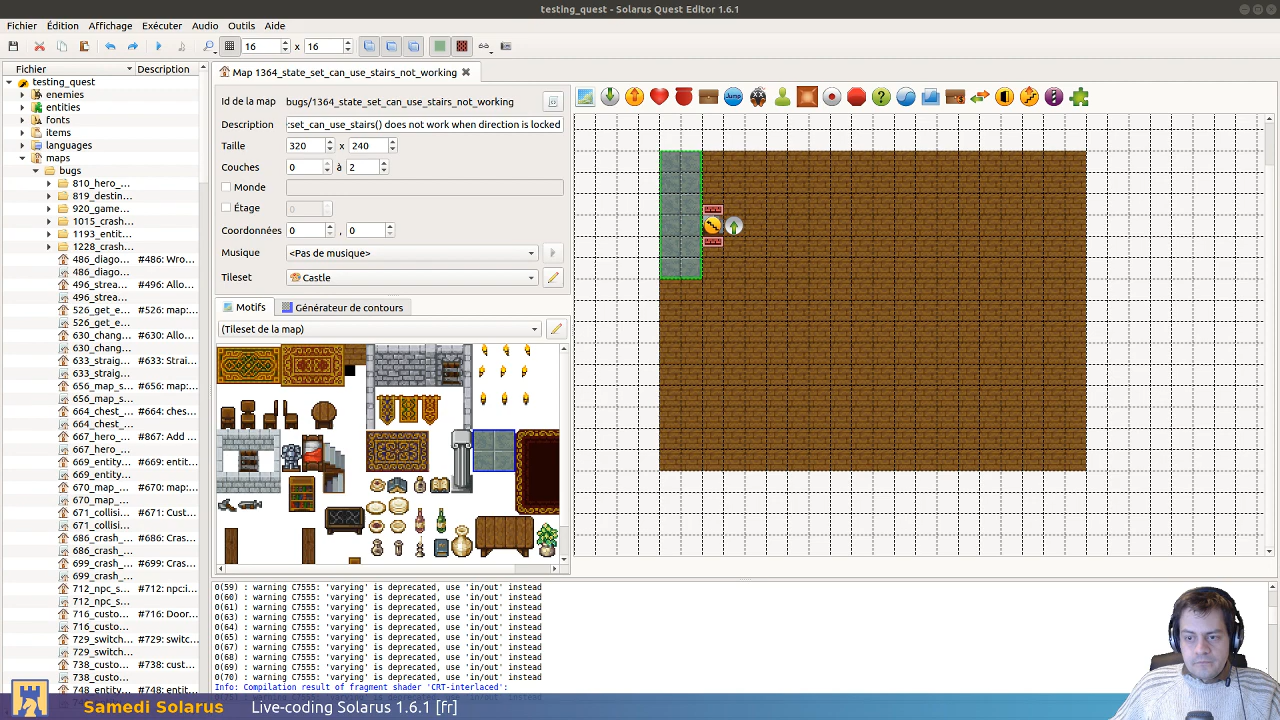 testing_quest - Solarus Quest Editor 1.6.1
Fichier Édition Affichage Exécuter Audio Outils Aide
16 x 16
Fichier Description
Map 1364_state_set_can_use_stairs_not_working
testing_quest
enemies
entities
fonts
items
languages
maps
bugs
810_hero_...
819_destin...
920_game...
1015_crash...
1193_entit...
1228_crash...
486_diago... #486: Wro...
486_diago...
496_strea... #496: Allo...
496_strea...
526_get_e... #526: map:...
526_get_e...
630_chang... #630: Allo...
630_chang...
633_straig... #633: Strai...
633_straig...
656_map_s... #656: map:...
656_map_s...
664_chest_... #664: ches...
664_chest_...
667_hero_... #867: Add ...
667_hero_...
669_entity... #669: entit...
669_entity...
670_map_... #670: map:...
670_map_...
671_collisi... #671: Cust...
671_collisi...
686_crash_... #686: Cras...
686_crash_...
699_crash_... #699: Cras...
699_crash_...
712_npc_s... #712: npc:i...
712_npc_s...
716_custo... #716: Door...
716_custo...
729_switch... #729: switc...
729_switc...
738_custo... #738: cust...
738_custo...
748_entity... #748: entit...
Id de la map bugs/1364_state_set_can_use_stairs_not_working
Description :set_can_use_stairs() does not work when direction is locked
Taille 320 x 240
Couches 0 à 2
Monde
Étage 0
Coordonnées 0 , 0
Musique <Pas de musique>
Tileset Castle
Motifs Générateur de contours
(Tileset de la map)
Jump
0(59) : warning C7555: 'varying' is deprecated, use 'in/out' instead
0(60) : warning C7555: 'varying' is deprecated, use 'in/out' instead
0(61) : warning C7555: 'varying' is deprecated, use 'in/out' instead
0(63) : warning C7555: 'varying' is deprecated, use 'in/out' instead
0(64) : warning C7555: 'varying' is deprecated, use 'in/out' instead
0(65) : warning C7555: 'varying' is deprecated, use 'in/out' instead
0(67) : warning C7555: 'varying' is deprecated, use 'in/out' instead
0(68) : warning C7555: 'varying' is deprecated, use 'in/out' instead
0(69) : warning C7555: 'varying' is deprecated, use 'in/out' instead
0(70) : warning C7555: 'varying' is deprecated, use 'in/out' instead
Info: Compilation result of fragment shader 'CRT-interlaced':
Samedi Solarus Live-coding Solarus 1.6.1 [fr]